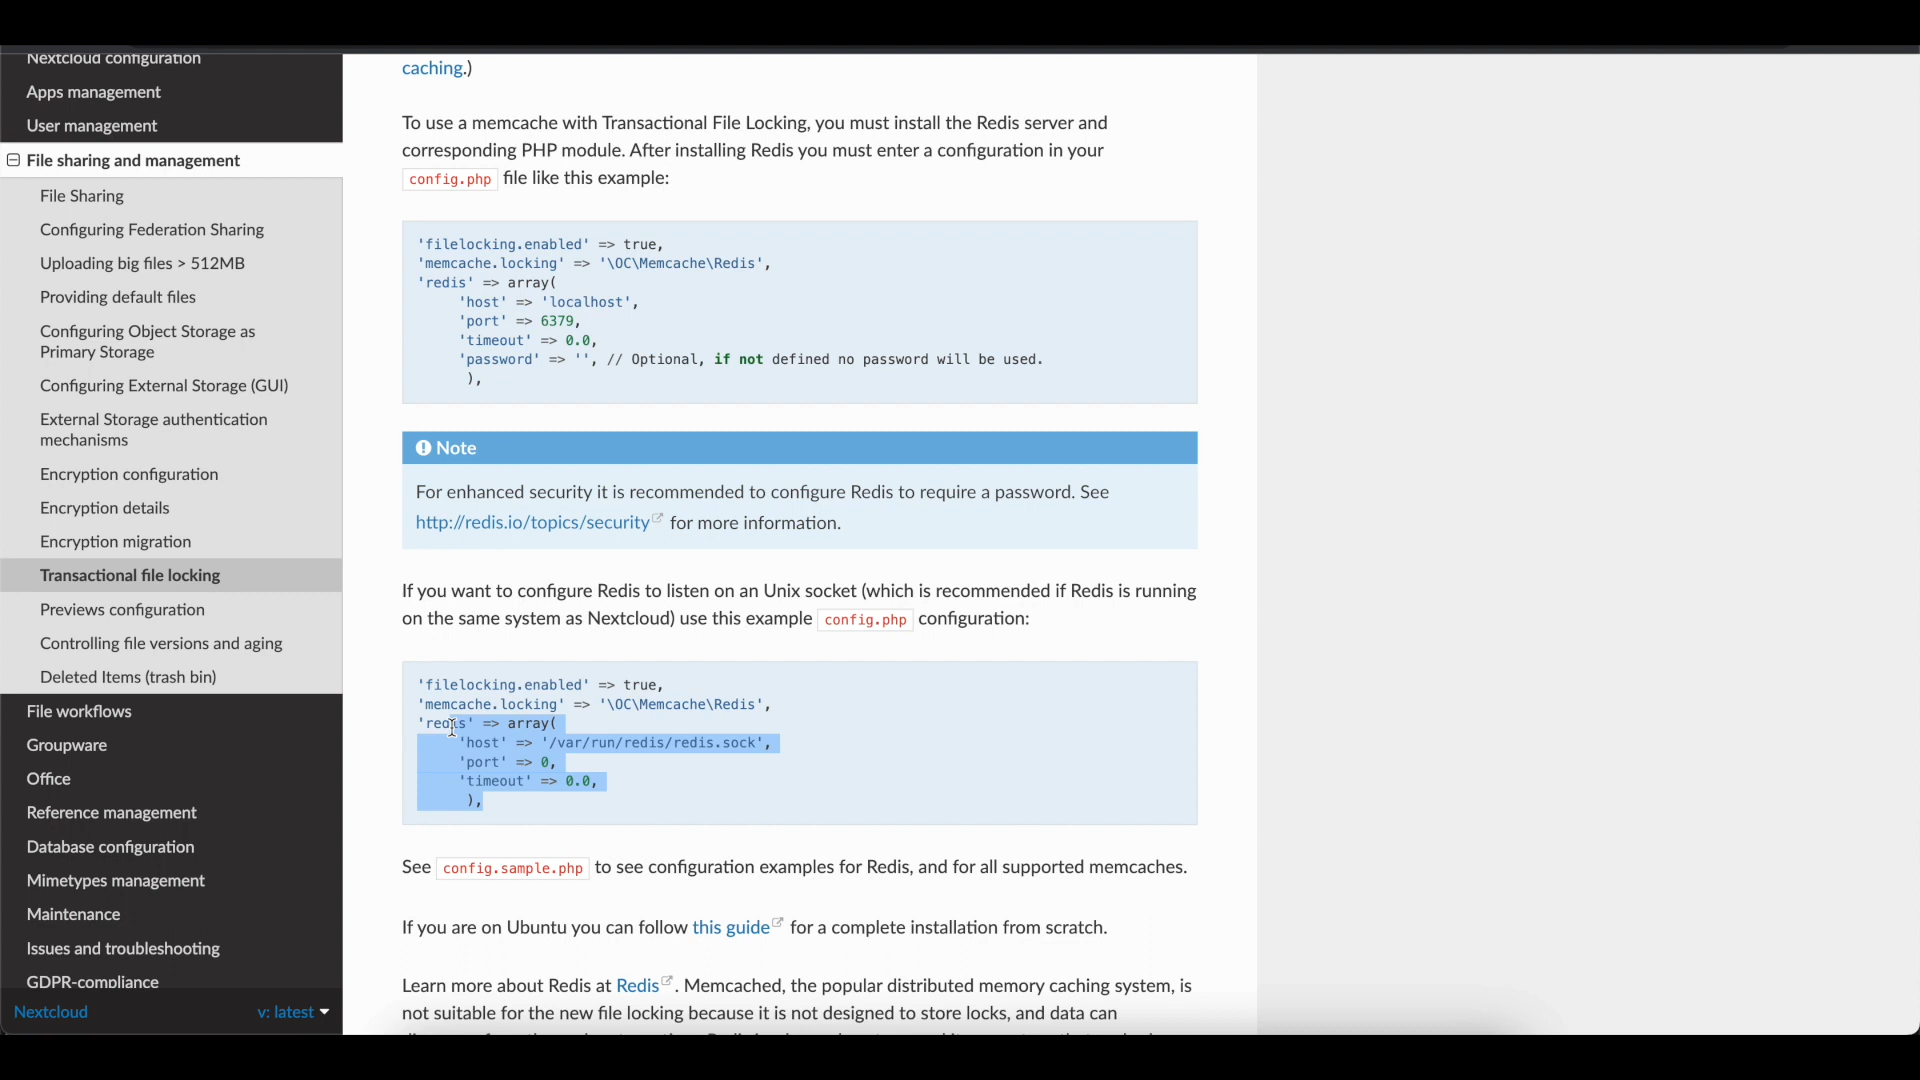 Nextcloud configuration
Apps management
User management
File sharing and management
File Sharing
Configuring Federation Sharing
Uploading big files > 512MB
Providing default files
Configuring Object Storage as
Primary Storage
Configuring External Storage (GUI)
External Storage authentication
mechanisms
Encryption configuration
Encryption details
Encryption migration
Transactional file locking
Previews configuration
Controlling file versions and aging
Deleted Items (trash bin)
File workflows
Groupware
Office
Reference management
Database configuration
Mimetypes management
Maintenance
Issues and troubleshooting
GDPR-compliance
Nextcloud v: latest
caching.)
To use a memcache with Transactional File Locking, you must install the Redis server and
corresponding PHP module. After installing Redis you must enter a configuration in your
config.php file like this example:
'filelocking.enabled' => true,
'memcache.locking' => '\OC\Memcache\Redis',
'redis' => array(
'host' => 'localhost',
'port' => 6379,
'timeout' => 0.0,
'password' => '', // Optional, if not defined no password will be used.
),
Note
For enhanced security it is recommended to configure Redis to require a password. See
http://redis.io/topics/security for more information.
If you want to configure Redis to listen on an Unix socket (which is recommended if Redis is running
on the same system as Nextcloud) use this example config.php configuration:
'filelocking.enabled' => true,
'memcache.locking' => '\OC\Memcache\Redis',
'redis' => array(
'host' => '/var/run/redis/redis.sock',
'port' => 0,
'timeout' => 0.0,
),
See config.sample.php to see configuration examples for Redis, and for all supported memcaches.
If you are on Ubuntu you can follow this guide for a complete installation from scratch.
Learn more about Redis at Redis. Memcached, the popular distributed memory caching system, is
not suitable for the new file locking because it is not designed to store locks, and data can